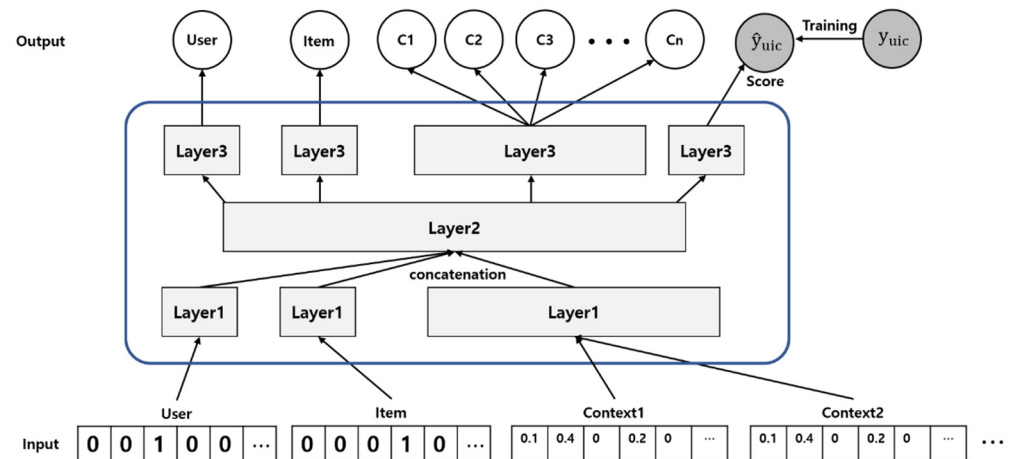 Output
User
Item
C1
C2
C3
• • •
Cn
ŷuic
Training
yuic
Score
Layer3
Layer3
Layer3
Layer3
Layer2
concatenation
Layer1
Layer1
Layer1
User
Item
Context1
Context2
Input
0 0 1 0 0 ...
0 0 0 1 0 ...
0.1 0.4 0 0.2 0 ...
0.1 0.4 0 0.2 0 ...
• • •